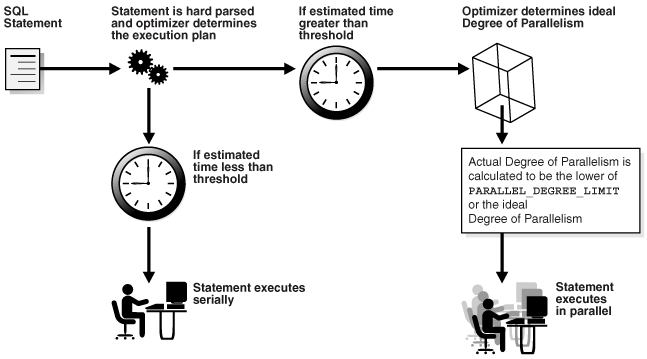 SQL
Statement
Statement is hard parsed
and optimizer determines
the execution plan
If estimated time
greater than
threshold
Optimizer determines ideal
Degree of Parallelism
If estimated
time less than
threshold
Actual Degree of Parallelism is
calculated to be the lower of
PARALLEL_DEGREE_LIMIT
or the ideal
Degree of Parallelism
Statement executes
serially
Statement
executes
in parallel